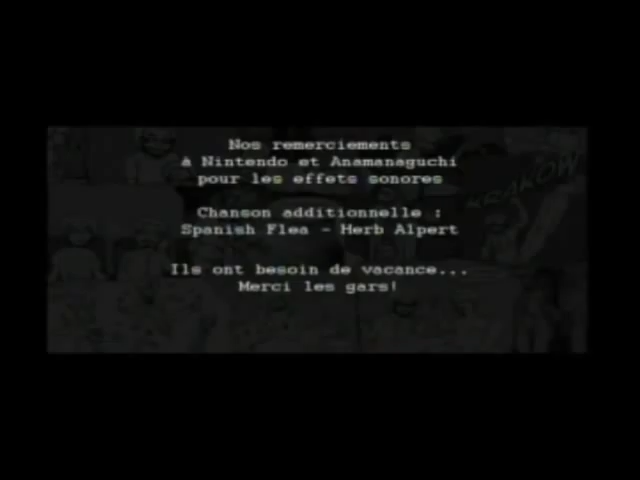 Nos remerciements
à Nintendo et Anamanaguchi
pour les effets sonores
KRAKOW
Chanson additionnelle :
Spanish Flea - Herb Alpert
Ils ont besoin de vacance...
Merci les gars!